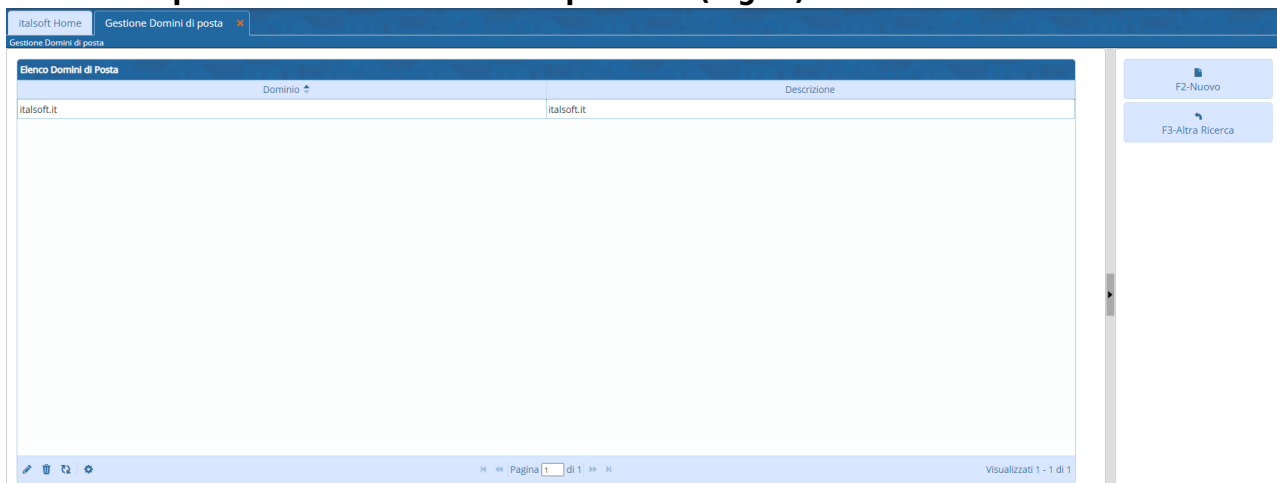 italsoft Home Gestione Domini di posta ×
Gestione Domini di posta
Elenco Domini di Posta
Dominio Descrizione
italsoft.it italsoft.it
F2-Nuovo
F3-Altra Ricerca
Pagina 1 di 1
Visualizzati 1 - 1 di 1